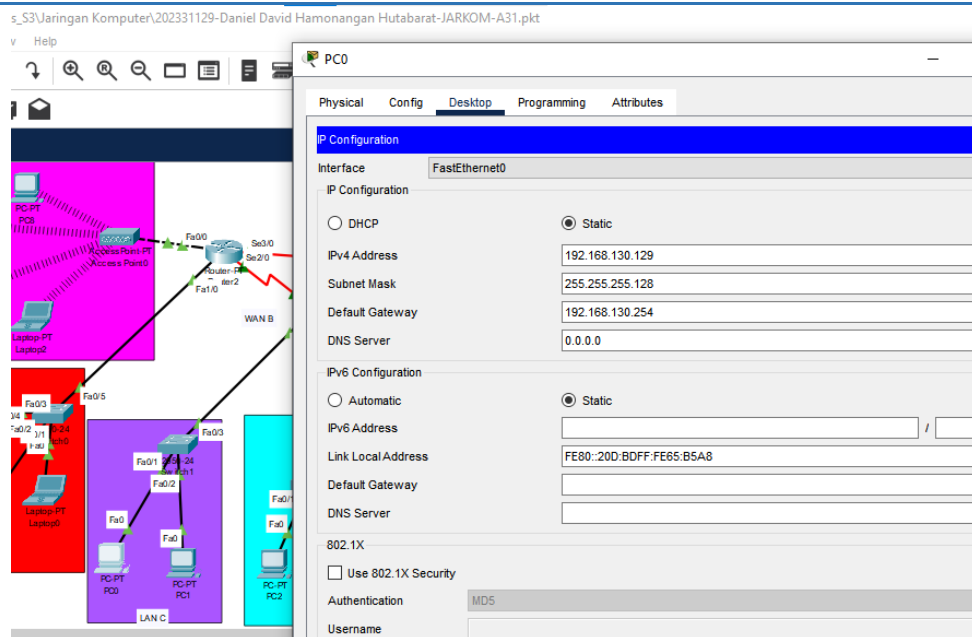 s_S3\Jaringan Komputer\202331129-Daniel David Hamonangan Hutabarat-JARKOM-A31.pkt
Help
PC0
Physical Config Desktop Programming Attributes
IP Configuration
Interface FastEthernet0
IP Configuration
DHCP Static
IPv4 Address 192.168.130.129
Subnet Mask 255.255.255.128
Default Gateway 192.168.130.254
DNS Server 0.0.0.0
IPv6 Configuration
Automatic Static
IPv6 Address /
Link Local Address FE80::20D:BDFF:FE65:B5A8
Default Gateway
DNS Server
802.1X
Use 802.1X Security
Authentication MD5
Username
PC-PT
AccessPoint-PT
Access Point0
Fa0/0
Se3/0
Se2/0
Fa1/0
WAN B
Laptop-PT
Laptop2
Fa0/3
Fa0/5
Fa0/2
Fa0
Laptop-PT
Laptop0
Fa0/3
Fa0/1
Fa0/2
Fa0
Fa0
PC-PT
PC0
PC-PT
PC1
LAN C
Fa0
PC-PT
PC2